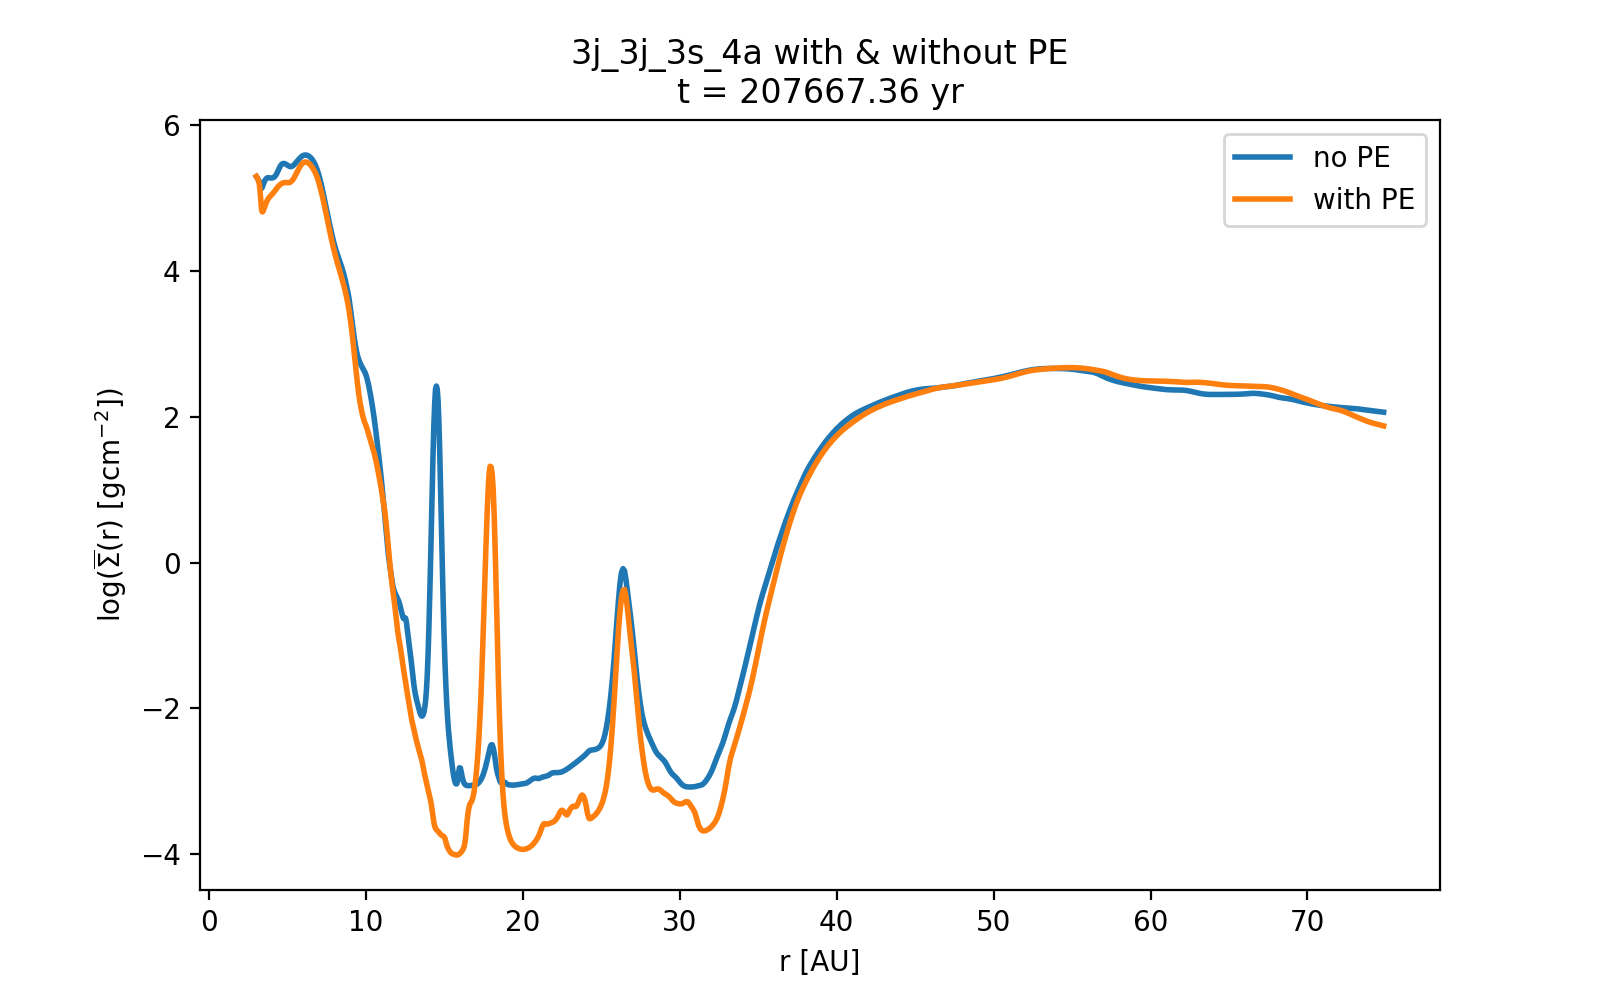 3j_3j_3s_4a with & without PE
t = 207667.36 yr
no PE
with PE
log(Σ̅(r) [gcm⁻²])
6
4
2
0
−2
−4
0 10 20 30 40 50 60 70
r [AU]